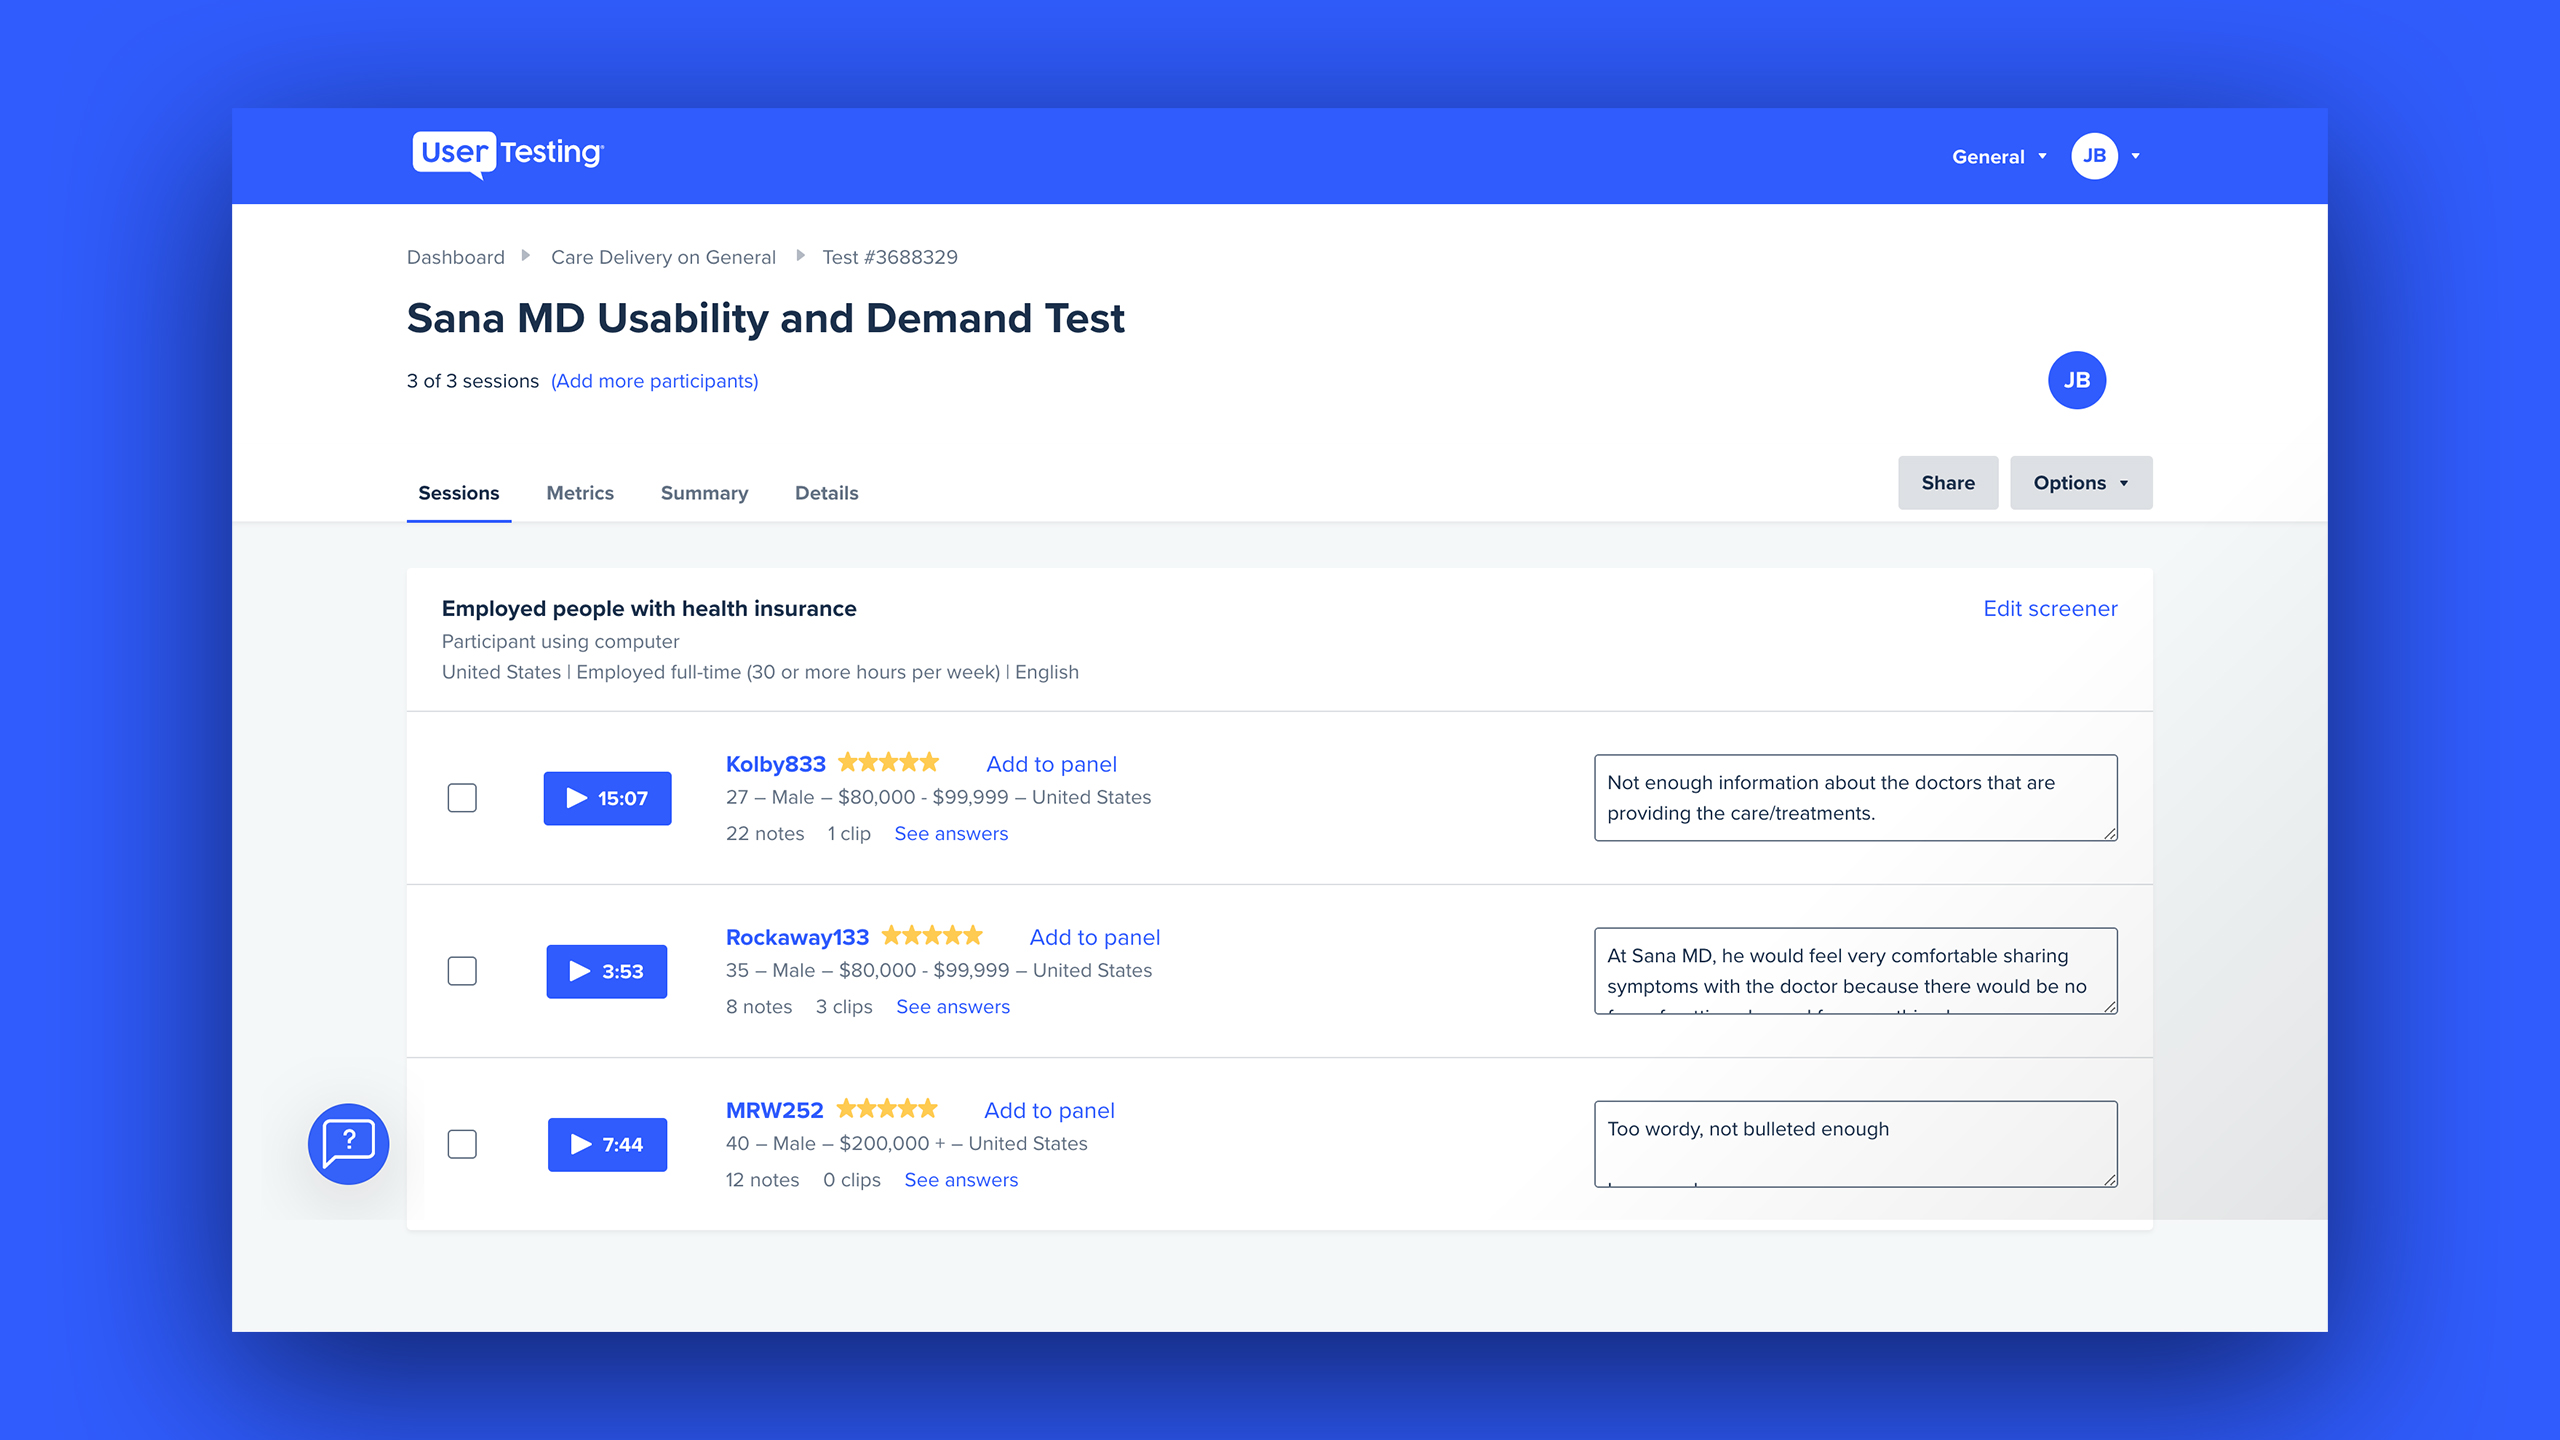 User Testing
General
JB
Dashboard Care Delivery on General Test #3688329
Sana MD Usability and Demand Test
3 of 3 sessions (Add more participants)
JB
Sessions Metrics Summary Details
Share Options
Employed people with health insurance
Edit screener
Participant using computer
United States | Employed full-time (30 or more hours per week) | English
15:07
Kolby833 Add to panel
27 – Male – $80,000 - $99,999 – United States
22 notes 1 clip See answers
Not enough information about the doctors that are
providing the care/treatments.
3:53
Rockaway133 Add to panel
35 – Male – $80,000 - $99,999 – United States
8 notes 3 clips See answers
At Sana MD, he would feel very comfortable sharing
symptoms with the doctor because there would be no
?
7:44
MRW252 Add to panel
40 – Male – $200,000 + – United States
12 notes 0 clips See answers
Too wordy, not bulleted enough